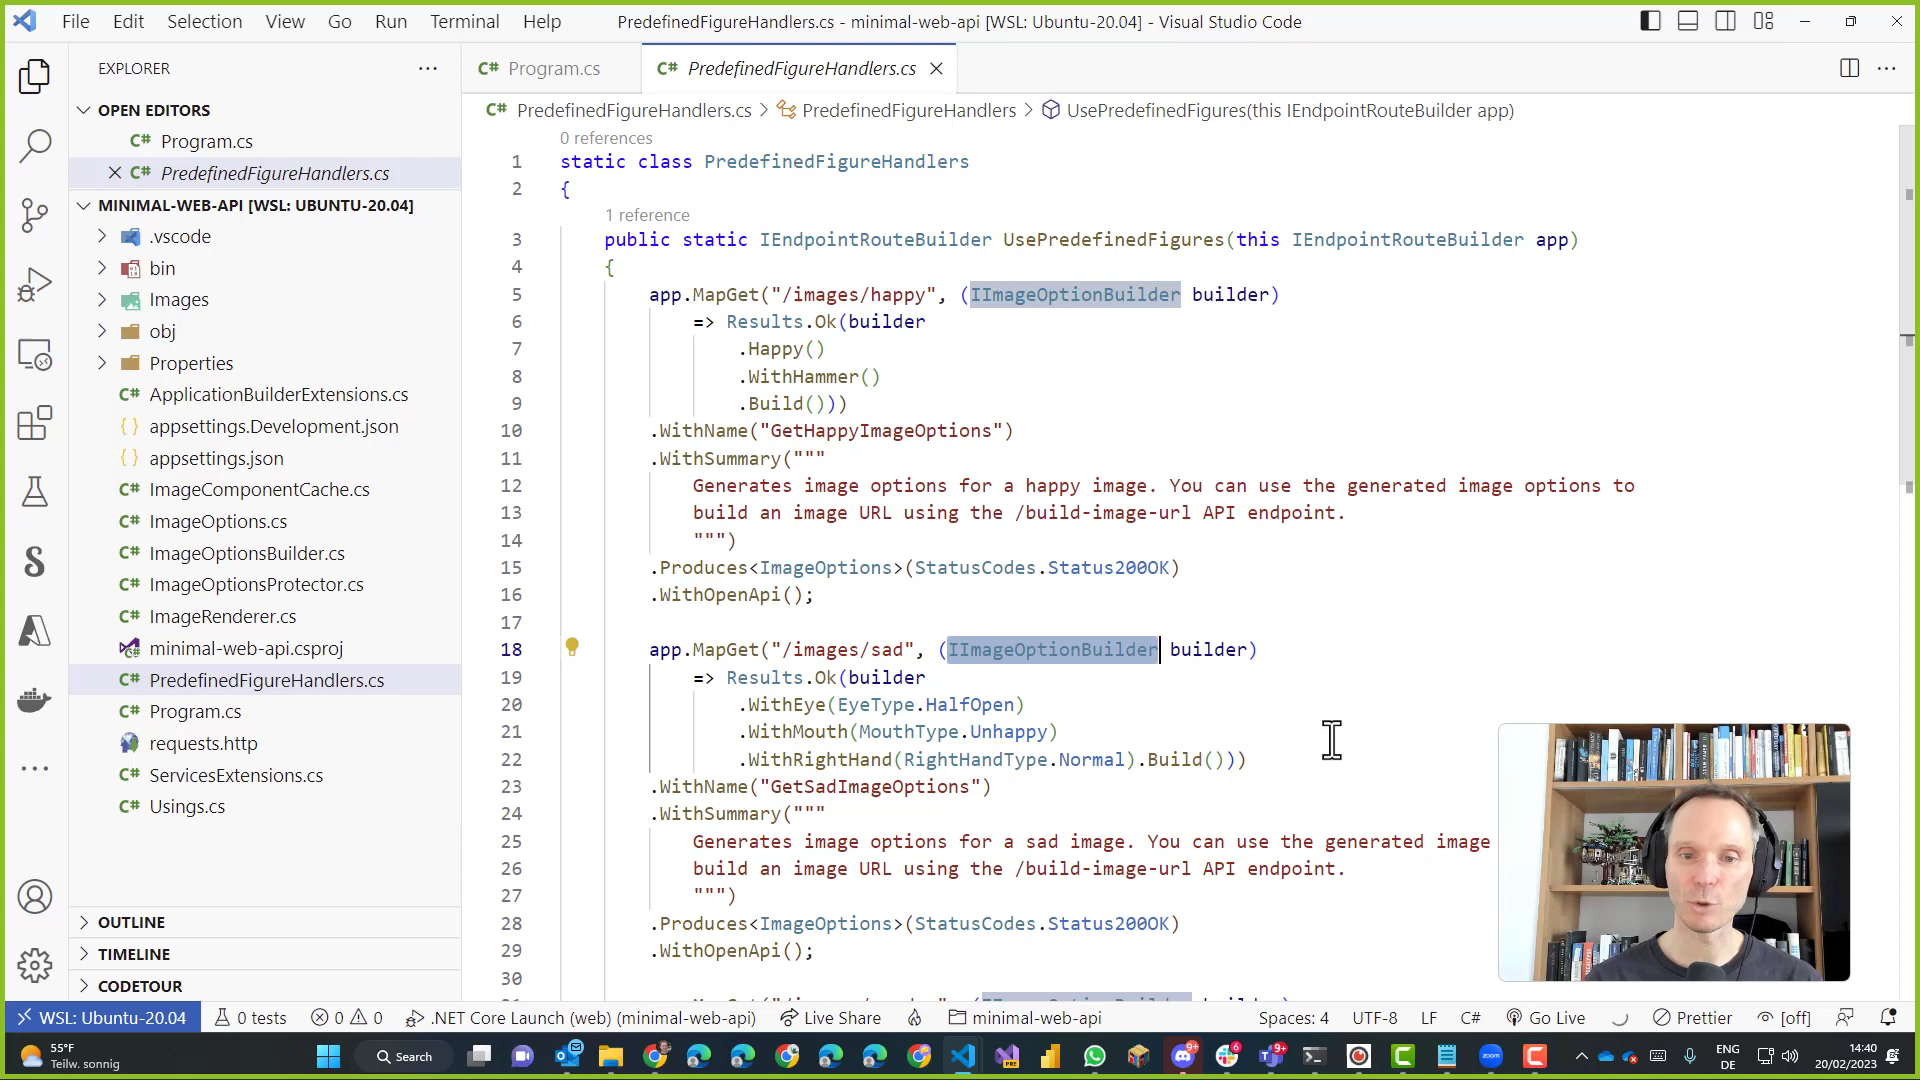 File Edit Selection View Go Run Terminal Help
PredefinedFigureHandlers.cs - minimal-web-api [WSL: Ubuntu-20.04] - Visual Studio Code
EXPLORER
OPEN EDITORS
C# Program.cs
C# PredefinedFigureHandlers.cs
MINIMAL-WEB-API [WSL: UBUNTU-20.04]
.vscode
bin
Images
obj
Properties
C# ApplicationBuilderExtensions.cs
{} appsettings.Development.json
{} appsettings.json
C# ImageComponentCache.cs
C# ImageOptions.cs
C# ImageOptionsBuilder.cs
C# ImageOptionsProtector.cs
C# ImageRenderer.cs
minimal-web-api.csproj
C# PredefinedFigureHandlers.cs
C# Program.cs
requests.http
C# ServicesExtensions.cs
C# Usings.cs
OUTLINE
TIMELINE
CODETOUR
C# Program.cs
C# PredefinedFigureHandlers.cs
C# PredefinedFigureHandlers.cs > PredefinedFigureHandlers > UsePredefinedFigures(this IEndpointRouteBuilder app)
0 references
1 static class PredefinedFigureHandlers
2 {
1 reference
3 public static IEndpointRouteBuilder UsePredefinedFigures(this IEndpointRouteBuilder app)
4 {
5 app.MapGet("/images/happy", (IImageOptionBuilder builder)
6 => Results.Ok(builder
7 .Happy()
8 .WithHammer()
9 .Build()))
10 .WithName("GetHappyImageOptions")
11 .WithSummary("""
12 Generates image options for a happy image. You can use the generated image options to
13 build an image URL using the /build-image-url API endpoint.
14 """)
15 .Produces<ImageOptions>(StatusCodes.Status200OK)
16 .WithOpenApi();
17
18 app.MapGet("/images/sad", (IImageOptionBuilder builder)
19 => Results.Ok(builder
20 .WithEye(EyeType.HalfOpen)
21 .WithMouth(MouthType.Unhappy)
22 .WithRightHand(RightHandType.Normal).Build()))
23 .WithName("GetSadImageOptions")
24 .WithSummary("""
25 Generates image options for a sad image. You can use the generated image
26 build an image URL using the /build-image-url API endpoint.
27 """)
28 .Produces<ImageOptions>(StatusCodes.Status200OK)
29 .WithOpenApi();
30
WSL: Ubuntu-20.04 0 tests 0 0 .NET Core Launch (web) (minimal-web-api) Live Share minimal-web-api Spaces: 4 UTF-8 LF C# Go Live Prettier [off]
55°F
Teilw. sonnig
Search
ENG
DE
14:40
20/02/2023